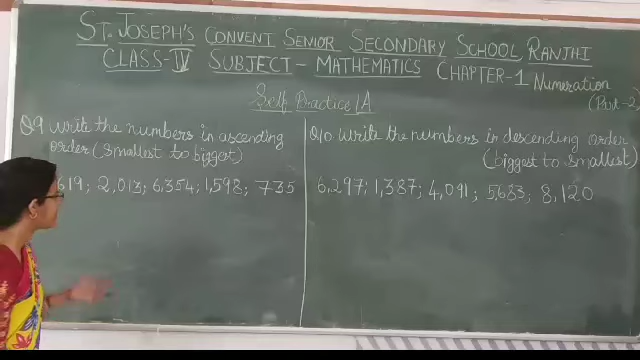 ST. JOSEPH'S CONVENT SENIOR SECONDARY SCHOOL RANJHI
CLASS-IV SUBJECT - MATHEMATICS CHAPTER-1 Numeration
(Part-2)
Self Practice 1A
Q9 Write the numbers in ascending
order (smallest to biggest)
619; 2,013; 6,354; 1,598; 735
Q10 Write the numbers in descending order
(biggest to smallest)
6,297; 1,387; 4,091; 5,633; 8,120